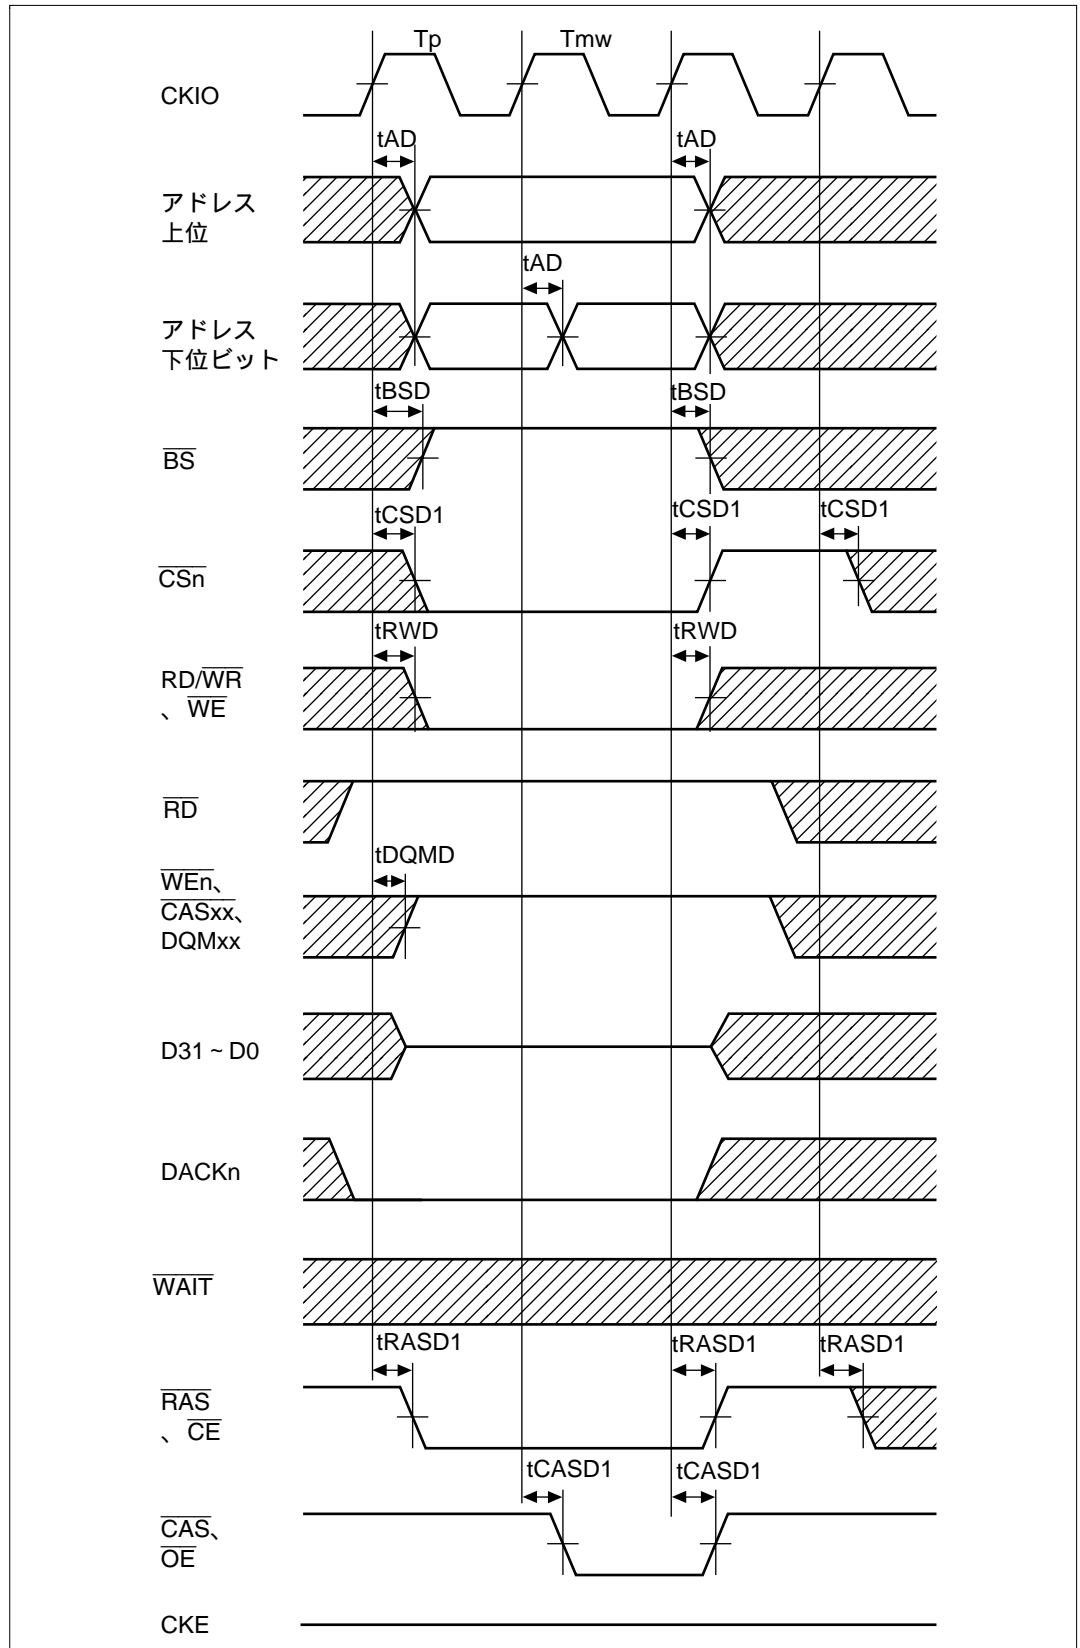 Tp Tmw
CKIO
tAD tAD
アドレス
上位
tAD
アドレス
下位ビット
tBSD tBSD
BS
tCSD1 tCSD1 tCSD1
CSn
tRWD tRWD
RD/WR
、WE
RD
tDQMD
WEn、
CASxx、
DQMxx
D31 ~ D0
DACKn
WAIT
tRASD1 tRASD1 tRASD1
RAS
、CE
tCASD1 tCASD1
CAS、
OE
CKE